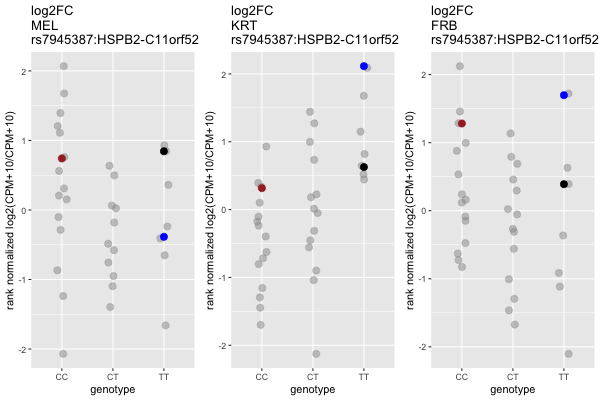 log2FC
MEL
rs7945387:HSPB2-C11orf52
rank normalized log2(CPM+10/CPM+10)
2
1
0
-1
-2
CC
CT
TT
genotype
log2FC
KRT
rs7945387:HSPB2-C11orf52
rank normalized log2(CPM+10/CPM+10)
2
1
0
-1
-2
CC
CT
TT
genotype
log2FC
FRB
rs7945387:HSPB2-C11orf52
rank normalized log2(CPM+10/CPM+10)
2
1
0
-1
-2
CC
CT
TT
genotype